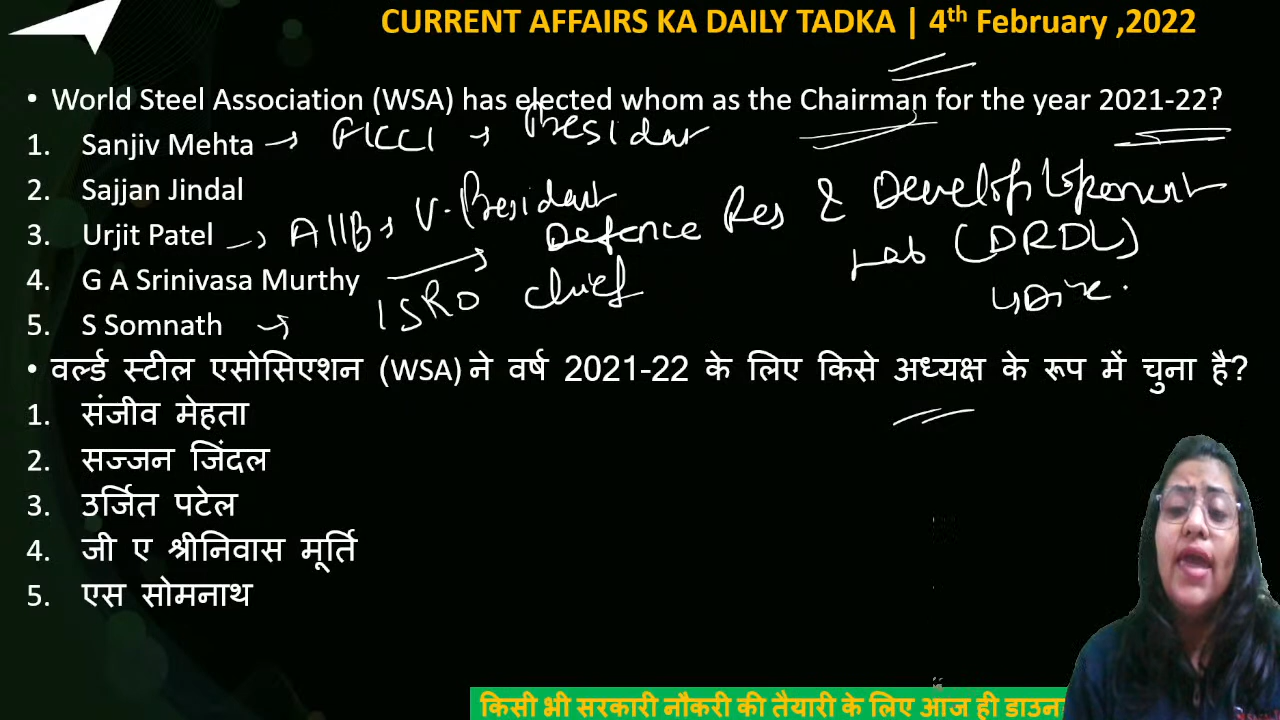 CURRENT AFFAIRS KA DAILY TADKA | 4th February ,2022
• World Steel Association (WSA) has elected whom as the Chairman for the year 2021-22?
1. Sanjiv Mehta → FICCI → President
2. Sajjan Jindal
3. Urjit Patel → AIIB → V. President
Defence Res & Development
Lab (DRDL)
4. G A Srinivasa Murthy →
ISRO chief
5. S Somnath →
• वर्ल्ड स्टील एसोसिएशन (WSA) ने वर्ष 2021-22 के लिए किसे अध्यक्ष के रूप में चुना है?
1. संजीव मेहता
2. सज्जन जिंदल
3. उर्जित पटेल
4. जी ए श्रीनिवास मूर्ति
5. एस सोमनाथ
किसी भी सरकारी नौकरी की तैयारी के लिए आज ही डाउन